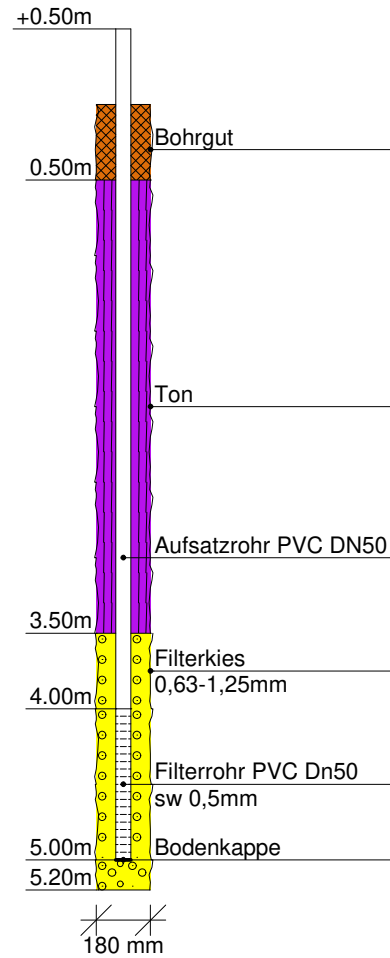 +0.50m
Bohrgut
0.50m
Ton
Aufsatzrohr PVC DN50
3.50m
Filterkies
0,63-1,25mm
4.00m
Filterrohr PVC Dn50
sw 0,5mm
5.00m
Bodenkappe
5.20m
180 mm